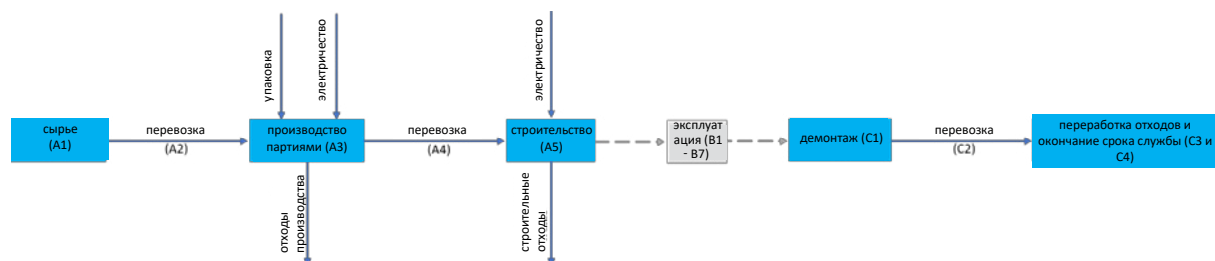 упаковка
электричество
электричество
сырье
(A1)
перевозка
(A2)
производство
партиями (A3)
перевозка
(A4)
строительство
(A5)
эксплуат
ация (B1
- B7)
демонтаж (C1)
перевозка
(C2)
переработка отходов и
окончание срока службы (C3 и
C4)
отходы
производства
строительные
отходы